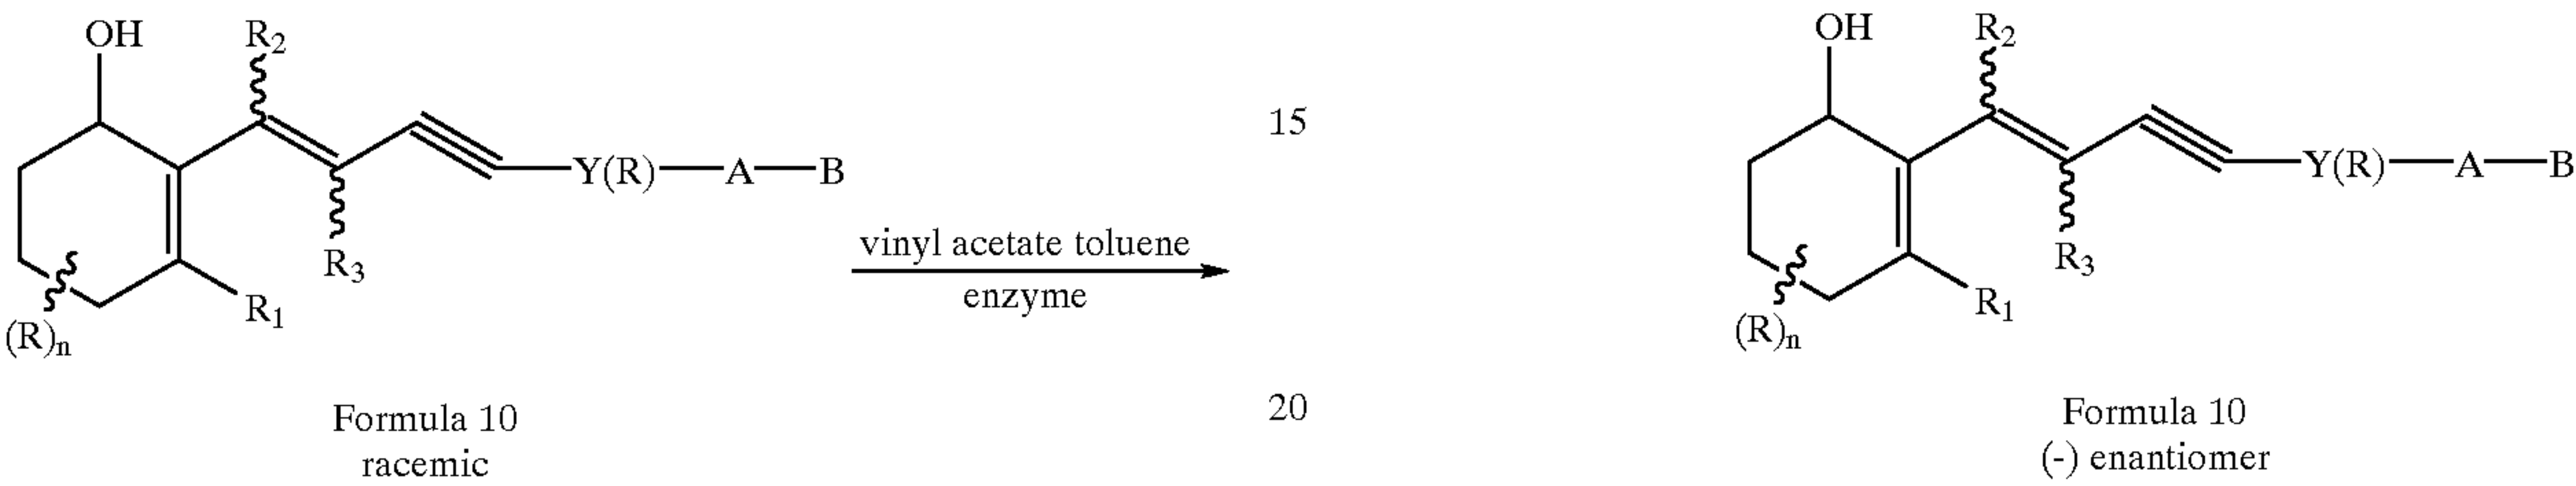 OH R₂ OH R₂
15
Y(R) A B Y(R) A B
vinyl acetate toluene
enzyme
R₃ R₃
R₁ R₁
(R)ₙ (R)ₙ
20
Formula 10 Formula 10
racemic (-) enantiomer